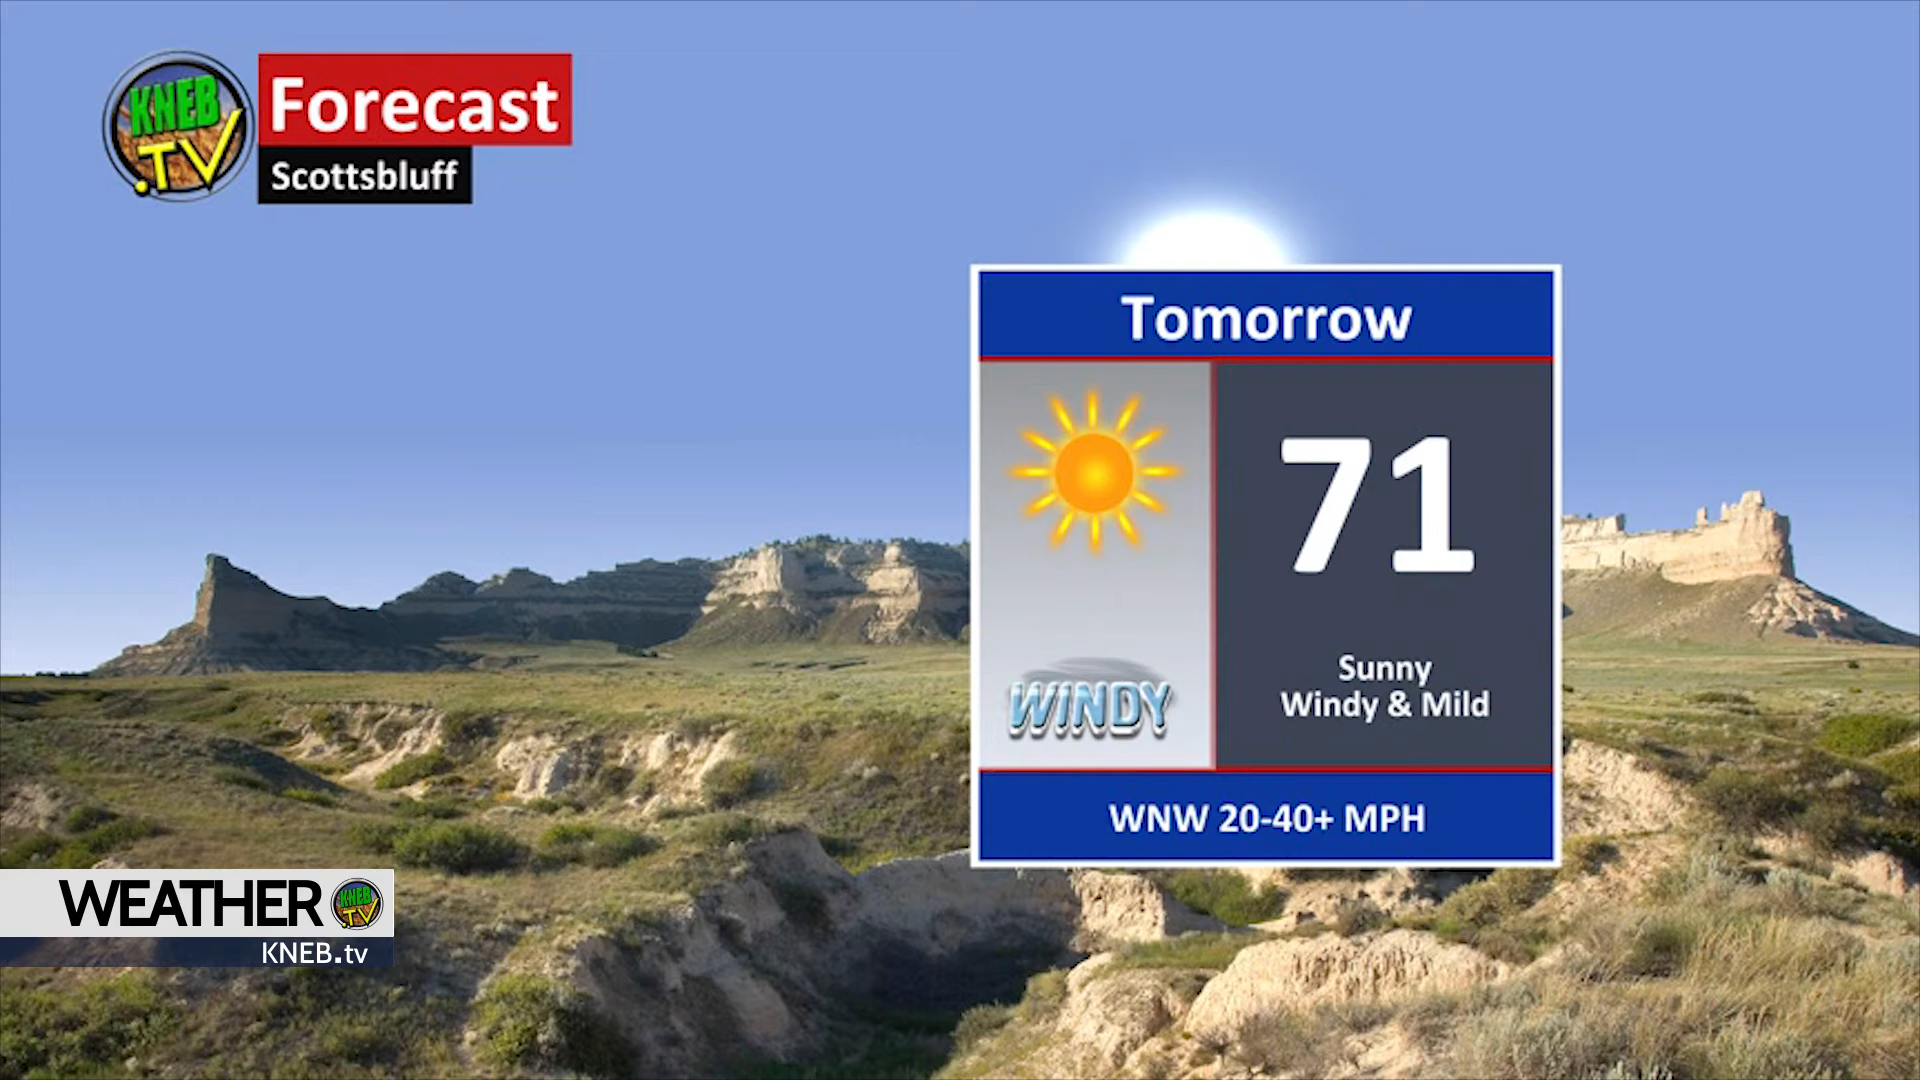 KNEB
.TV
Forecast
Scottsbluff
Tomorrow
71
WINDY
Sunny
Windy & Mild
WNW 20-40+ MPH
WEATHER
KNEB
.TV
KNEB.tv